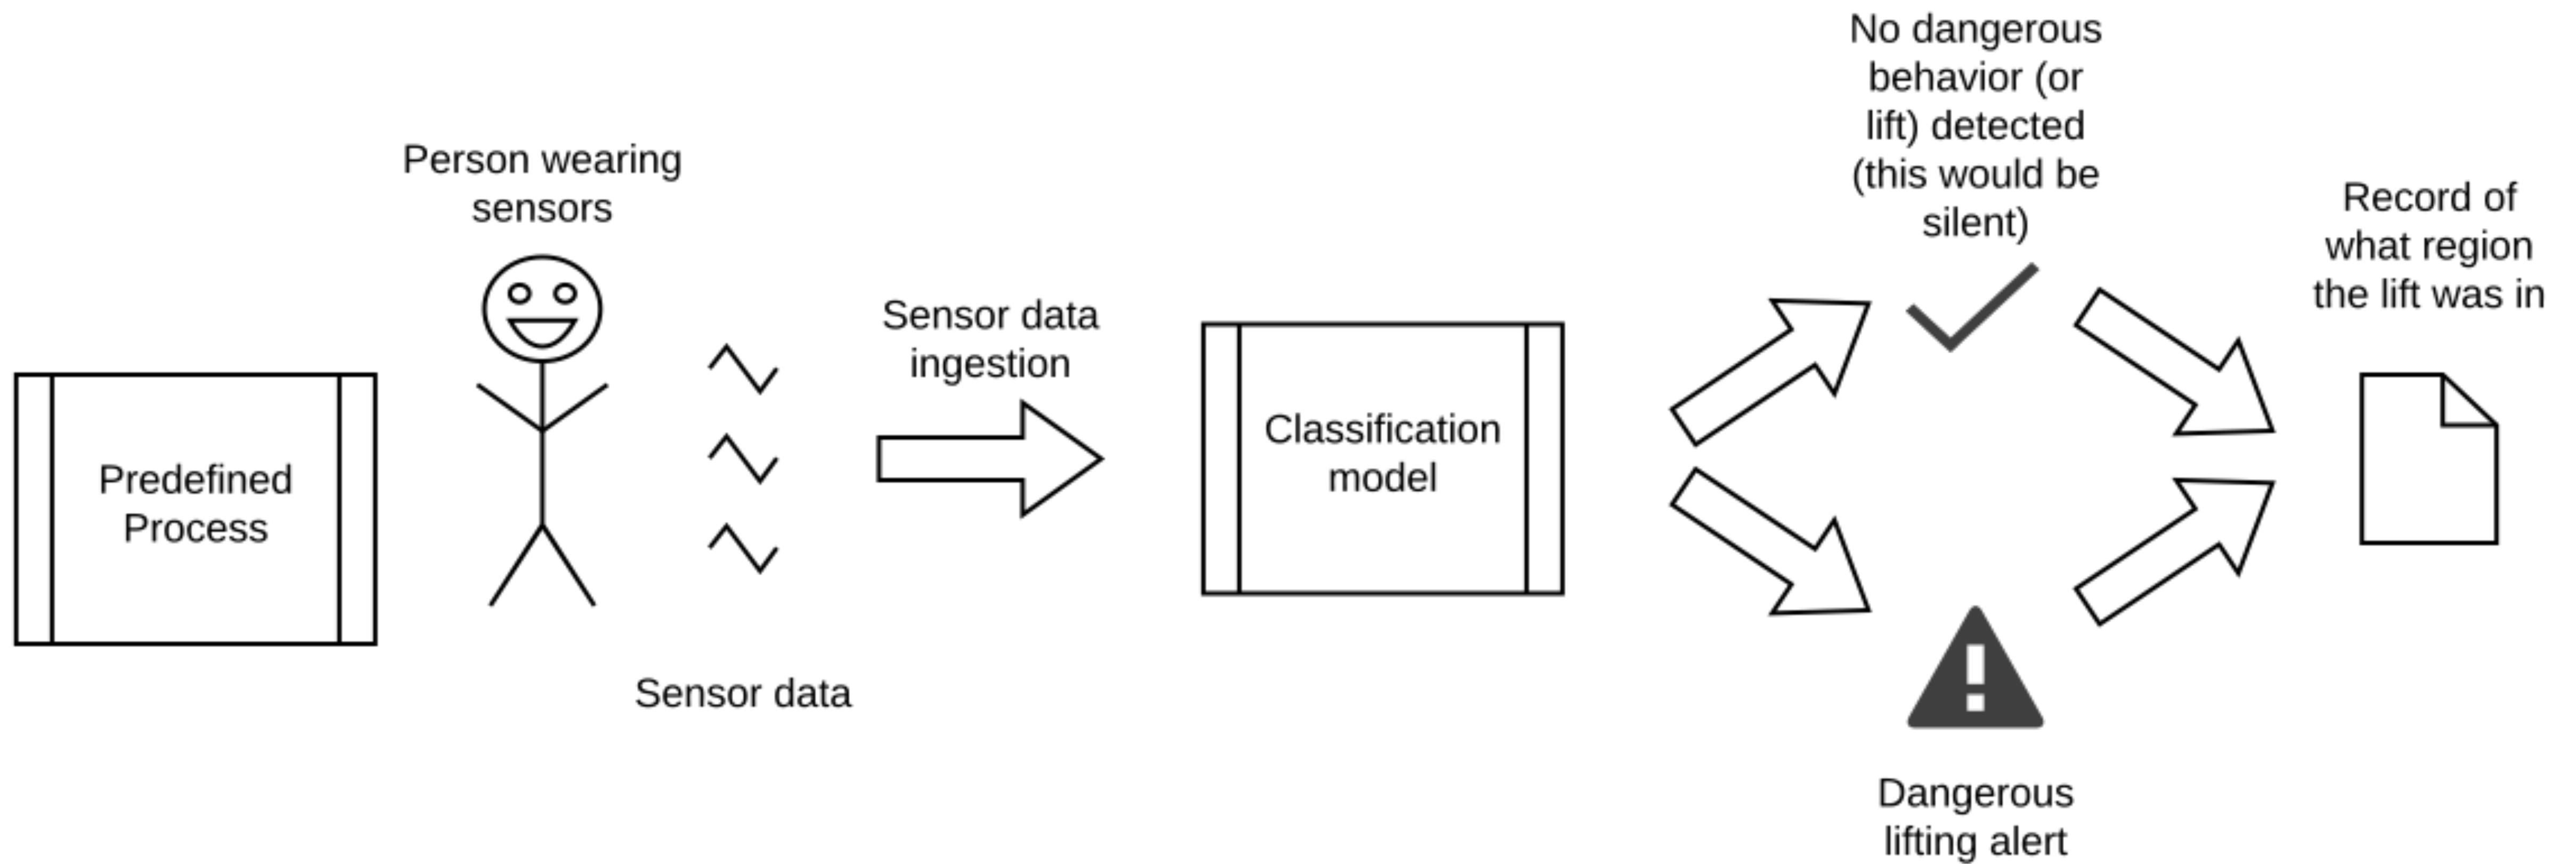 Predefined
Process
Person wearing
sensors
Sensor data
Sensor data
ingestion
Classification
model
No dangerous
behavior (or
lift) detected
(this would be
silent)
Dangerous
lifting alert
Record of
what region
the lift was in